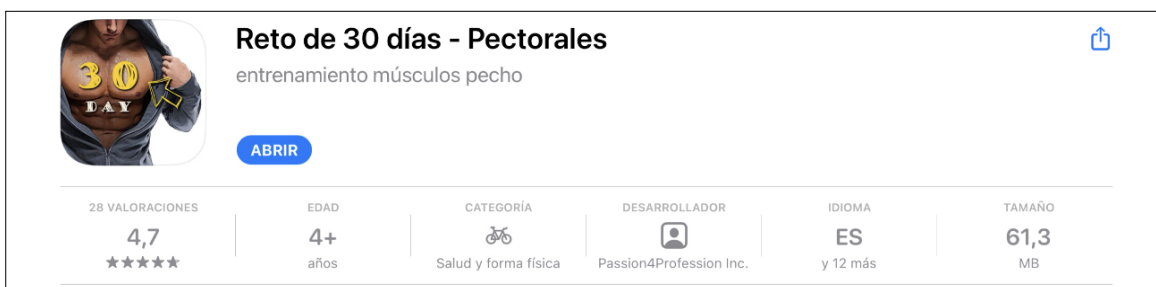 Reto de 30 días - Pectorales
entrenamiento músculos pecho
30
DAY
ABRIR
28 VALORACIONES
4,7
EDAD
4+
años
CATEGORÍA
Salud y forma física
DESARROLLADOR
Passion4Profession Inc.
IDIOMA
ES
y 12 más
TAMAÑO
61,3
MB